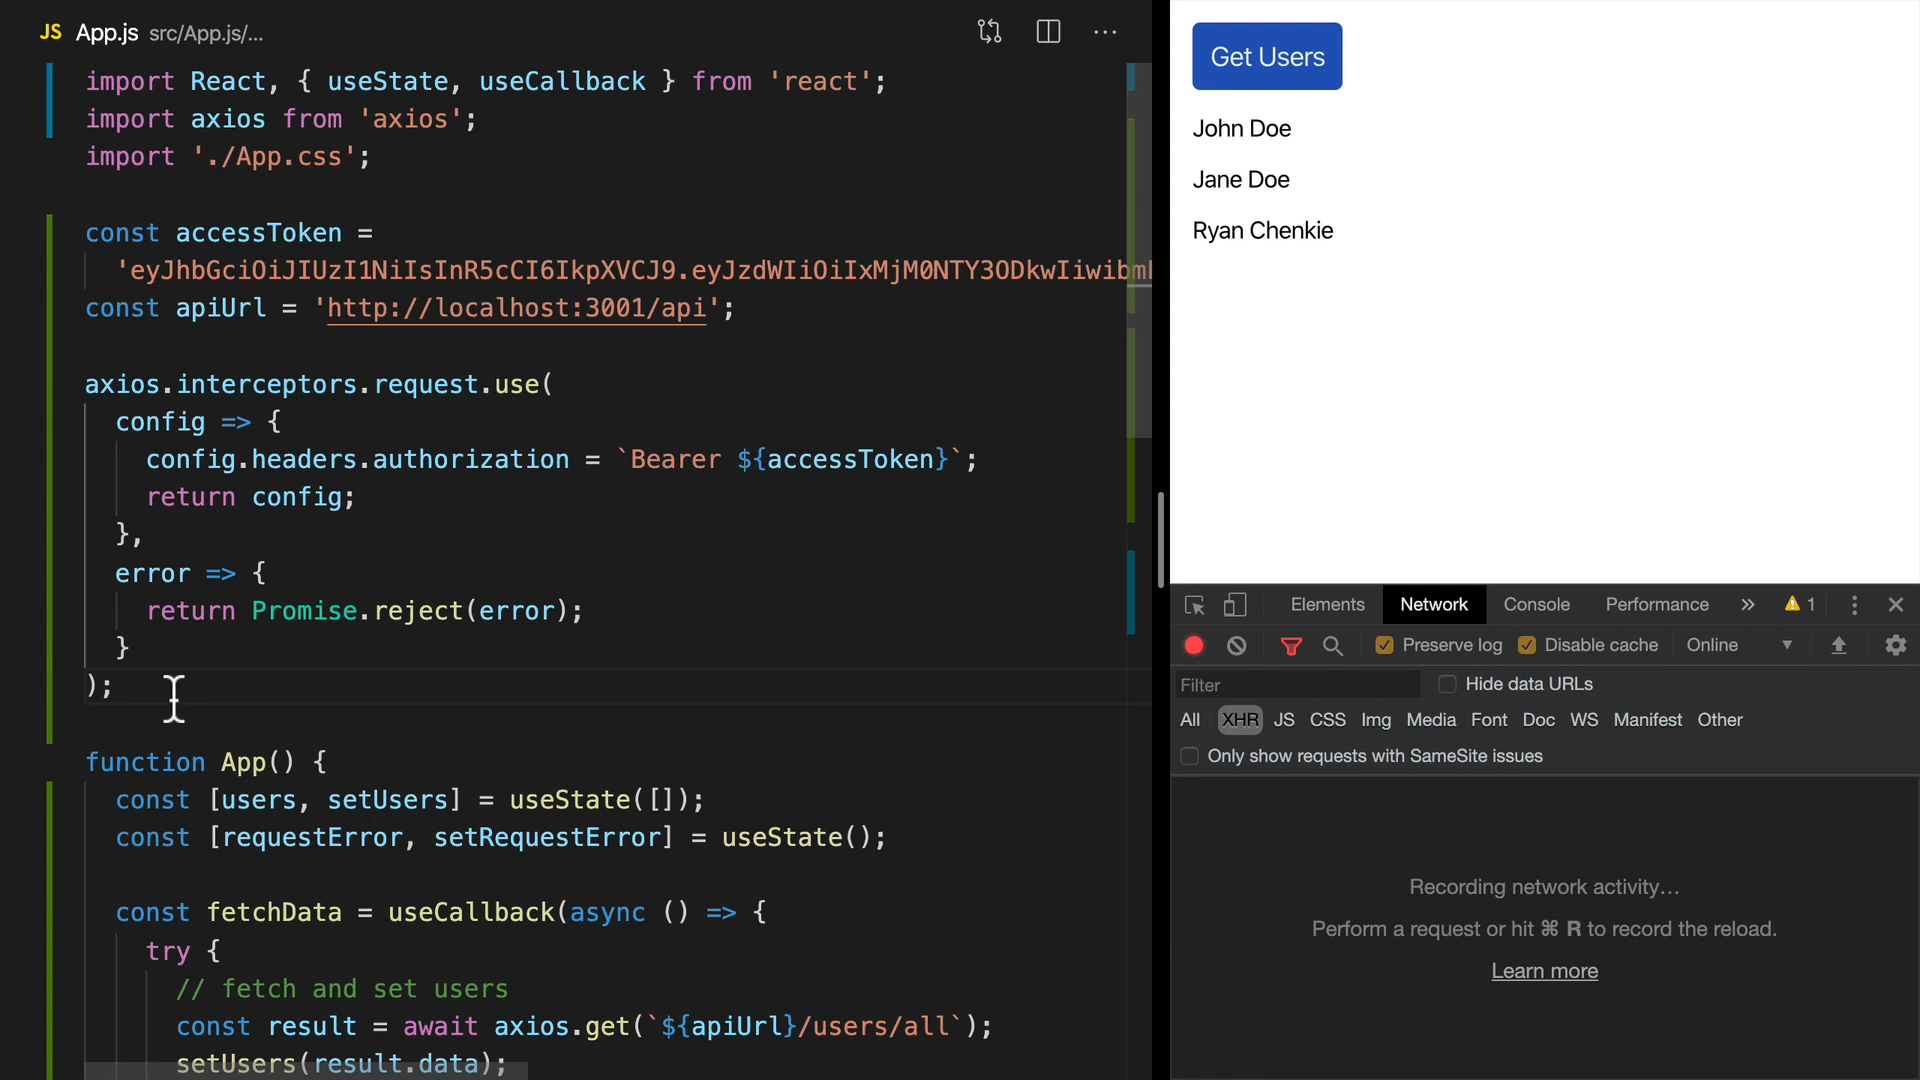 JS App.js src/App.js/...
import React, { useState, useCallback } from 'react';
import axios from 'axios';
import './App.css';
const accessToken =
'eyJhbGciOiJIUzI1NiIsInR5cCI6IkpXVCJ9.eyJzdWIiOiIxMjM0NTY3ODkwIiwibm
const apiUrl = 'http://localhost:3001/api';
axios.interceptors.request.use(
config => {
config.headers.authorization = `Bearer ${accessToken}`;
return config;
},
error => {
return Promise.reject(error);
}
);
function App() {
const [users, setUsers] = useState([]);
const [requestError, setRequestError] = useState();
const fetchData = useCallback(async () => {
try {
// fetch and set users
const result = await axios.get(`${apiUrl}/users/all`);
setUsers(result.data);
Get Users
John Doe
Jane Doe
Ryan Chenkie
Elements Network Console Performance » 1
Preserve log Disable cache Online
Filter Hide data URLs
All XHR JS CSS Img Media Font Doc WS Manifest Other
Only show requests with SameSite issues
Recording network activity…
Perform a request or hit ⌘ R to record the reload.
Learn more